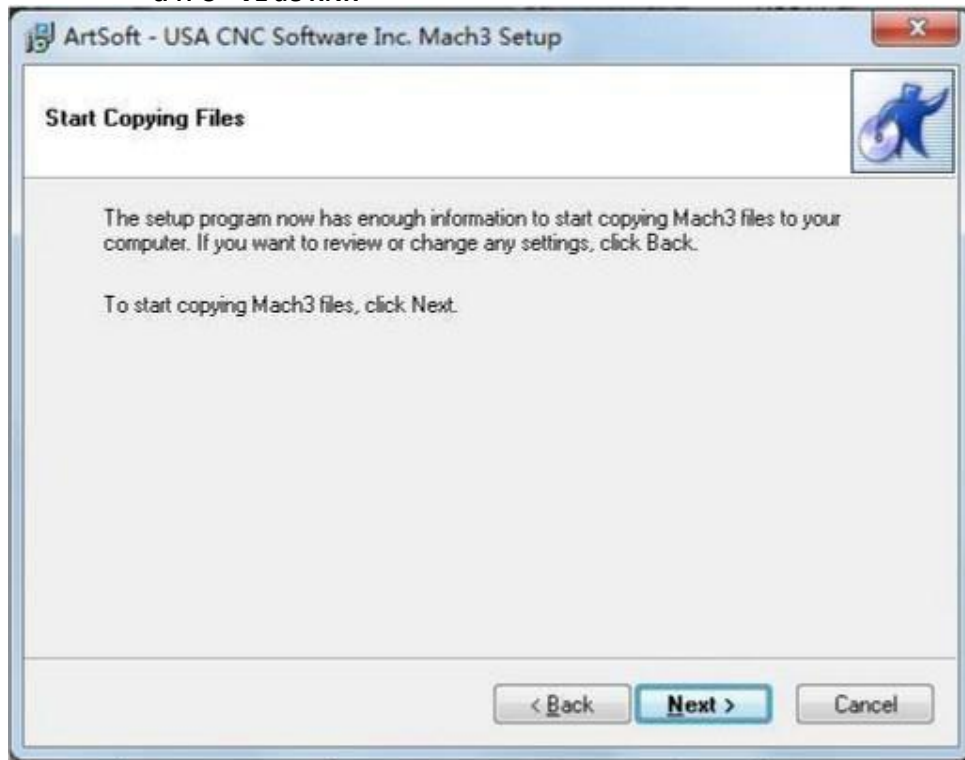 ArtSoft - USA CNC Software Inc. Mach3 Setup
Start Copying Files
The setup program now has enough information to start copying Mach3 files to your
computer. If you want to review or change any settings, click Back.
To start copying Mach3 files, click Next.
< Back
Next >
Cancel